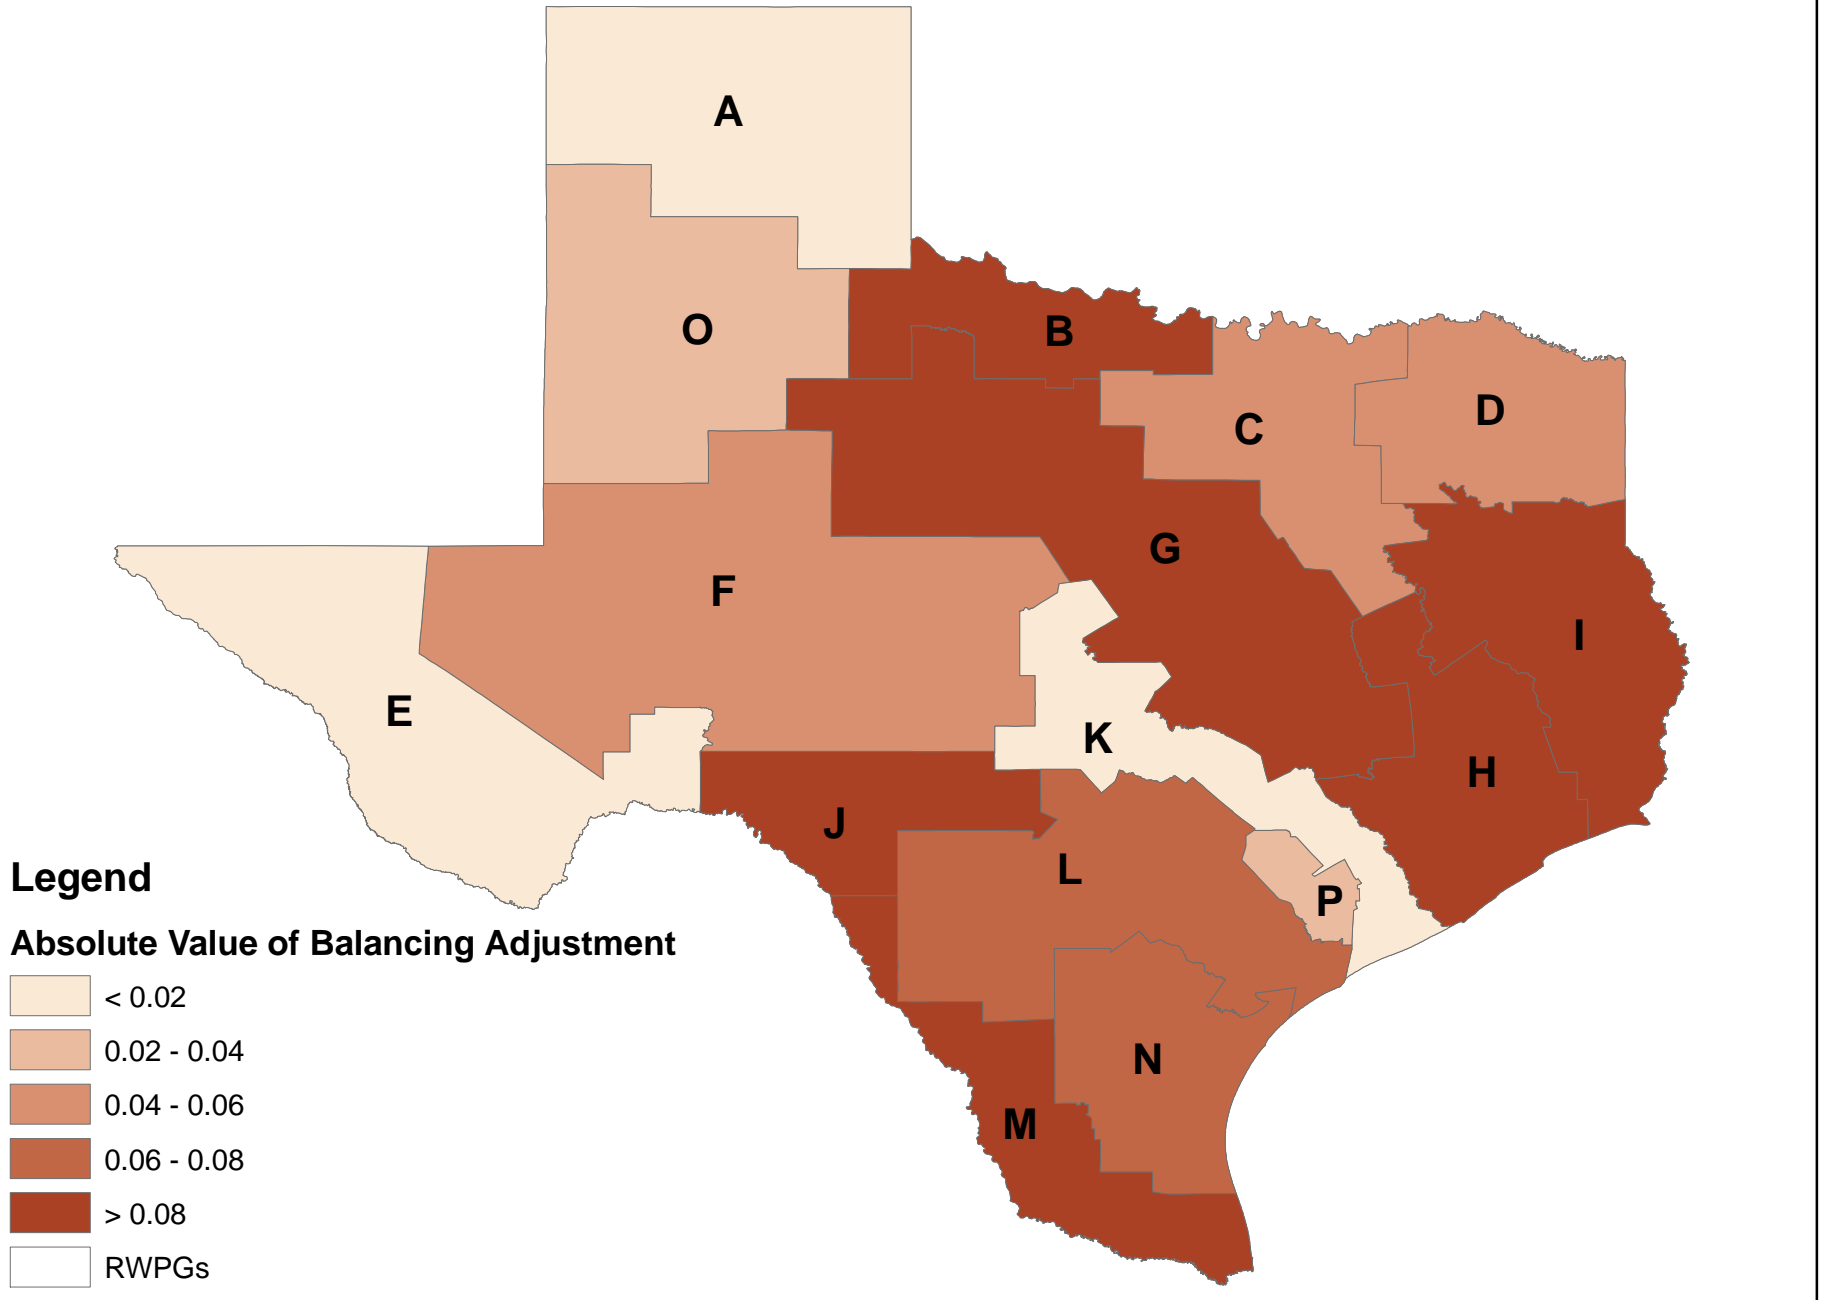 A
O
B
D
C
G
F
I
E
K
H
J
L
P
N
M
Legend
Absolute Value of Balancing Adjustment
< 0.02
0.02 - 0.04
0.04 - 0.06
0.06 - 0.08
> 0.08
RWPGs